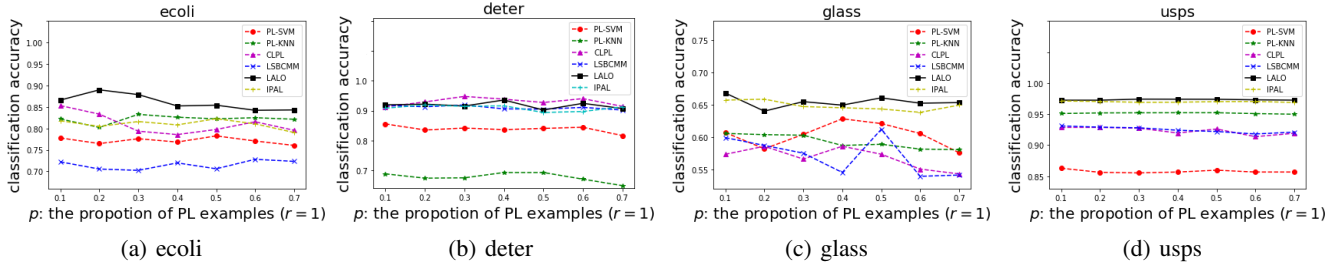 ecoli
classification accuracy
1.05
1.00
0.95
0.90
0.85
0.80
0.75
0.70
PL-SVM
PL-KNN
CLPL
LSBCMM
LALO
IPAL
0.1 0.2 0.3 0.4 0.5 0.6 0.7
p: the propotion of PL examples (r = 1)
(a) ecoli
deter
classification accuracy
1.0
0.9
0.8
0.7
PL-SVM
PL-KNN
CLPL
LSBCMM
LALO
IPAL
0.1 0.2 0.3 0.4 0.5 0.6 0.7
p: the propotion of PL examples (r = 1)
(b) deter
glass
classification accuracy
0.75
0.70
0.65
0.60
0.55
PL-SVM
PL-KNN
CLPL
LSBCMM
LALO
IPAL
0.1 0.2 0.3 0.4 0.5 0.6 0.7
p: the propotion of PL examples (r = 1)
(c) glass
usps
classification accuracy
1.00
0.95
0.90
0.85
PL-SVM
PL-KNN
CLPL
LSBCMM
LALO
IPAL
0.1 0.2 0.3 0.4 0.5 0.6 0.7
p: the propotion of PL examples (r = 1)
(d) usps